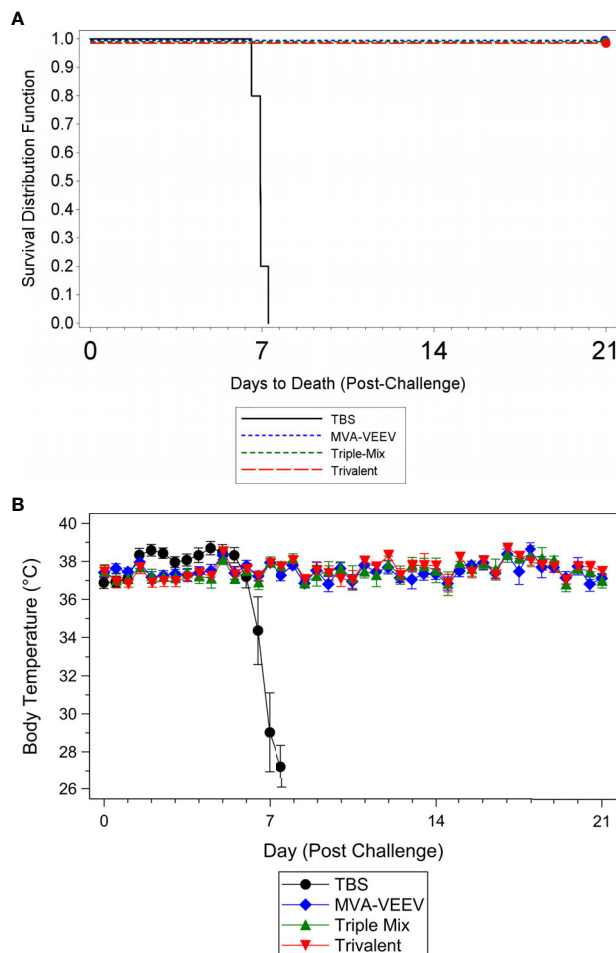 A
1.0
0.9
0.8
0.7
0.6
0.5
0.4
0.3
0.2
0.1
0.0
Survival Distribution Function
0 7 14 21
Days to Death (Post-Challenge)
TBS
MVA-VEEV
Triple-Mix
Trivalent
B
40
38
36
34
32
30
28
26
Body Temperature (°C)
0 7 14 21
Day (Post Challenge)
TBS
MVA-VEEV
Triple Mix
Trivalent